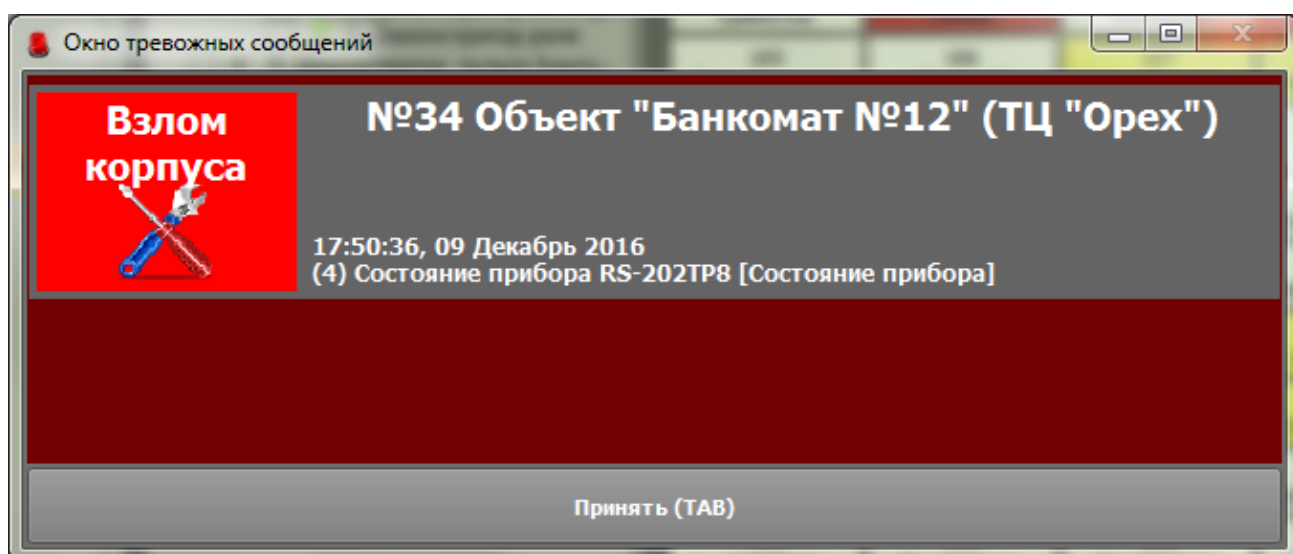 Окно тревожных сообщений
Взлом
корпуса
№34 Объект "Банкомат №12" (ТЦ "Орех")
17:50:36, 09 Декабрь 2016
(4) Состояние прибора RS-202TP8 [Состояние прибора]
Принять (TAB)